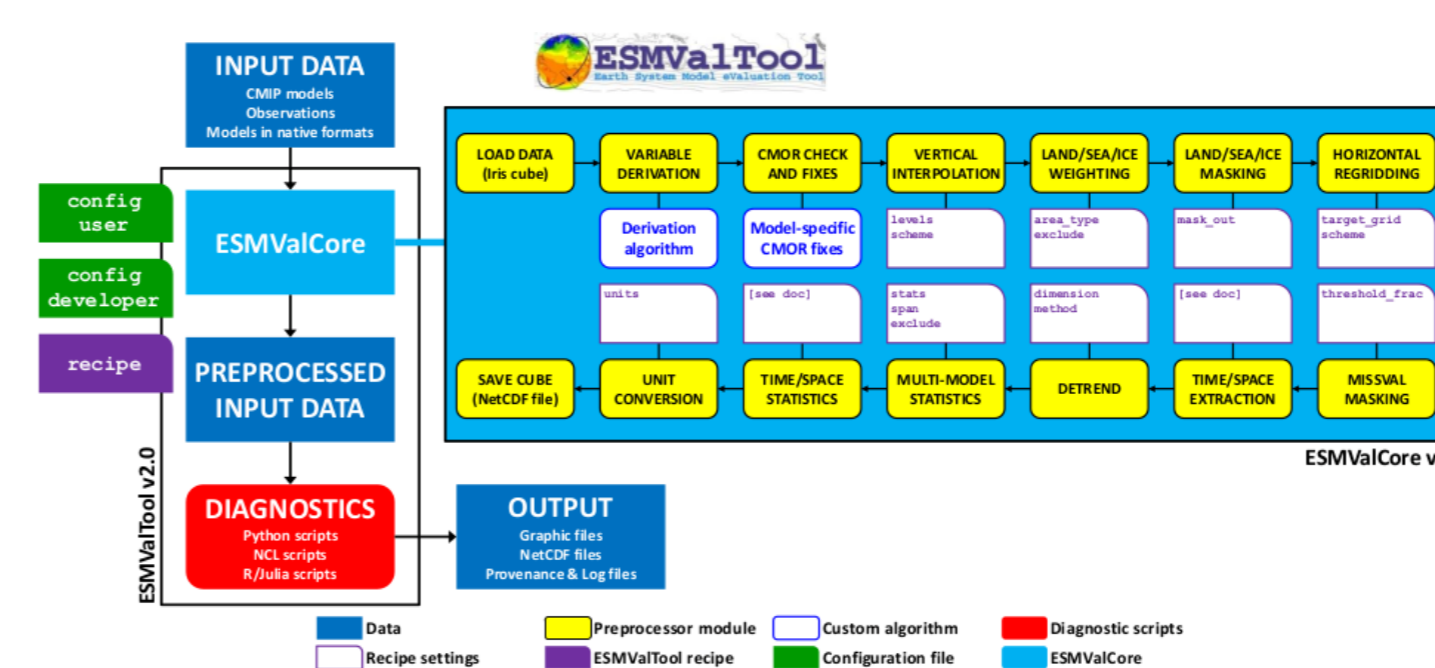 ESMValTool
Earth System Model eValuation Tool
INPUT DATA
CMIP models
Observations
Models in native formats
config
user
config
developer
recipe
ESMValCore
PREPROCESSED
INPUT DATA
DIAGNOSTICS
Python scripts
NCL scripts
R/Julia scripts
ESMValTool v2.0
OUTPUT
Graphic files
NetCDF files
Provenance & Log files
LOAD DATA
(Iris cube)
VARIABLE
DERIVATION
CMOR CHECK
AND FIXES
VERTICAL
INTERPOLATION
LAND/SEA/ICE
WEIGHTING
LAND/SEA/ICE
MASKING
HORIZONTAL
REGRIDDING
Derivation
algorithm
Model-specific
CMOR fixes
levels
scheme
area_type
exclude
mask_out
target_grid
scheme
units
[see doc]
stats
span
exclude
dimension
method
[see doc]
threshold_frac
SAVE CUBE
(NetCDF file)
UNIT
CONVERSION
TIME/SPACE
STATISTICS
MULTI-MODEL
STATISTICS
DETREND
TIME/SPACE
EXTRACTION
MISSVAL
MASKING
ESMValCore v
Data
Preprocessor module
Custom algorithm
Diagnostic scripts
Recipe settings
ESMValTool recipe
Configuration file
ESMValCore